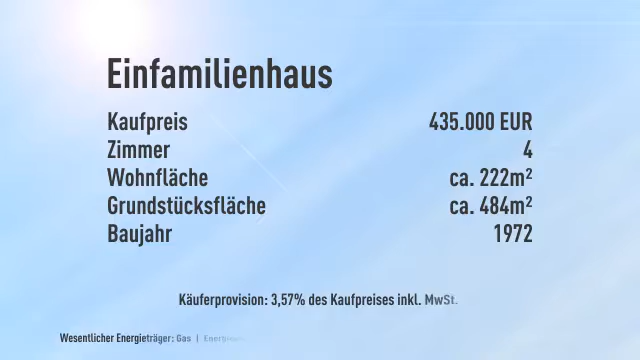 Einfamilienhaus
Kaufpreis 435.000 EUR
Zimmer 4
Wohnfläche ca. 222m²
Grundstücksfläche ca. 484m²
Baujahr 1972
Käuferprovision: 3,57% des Kaufpreises inkl. MwSt.
Wesentlicher Energieträger: Gas |